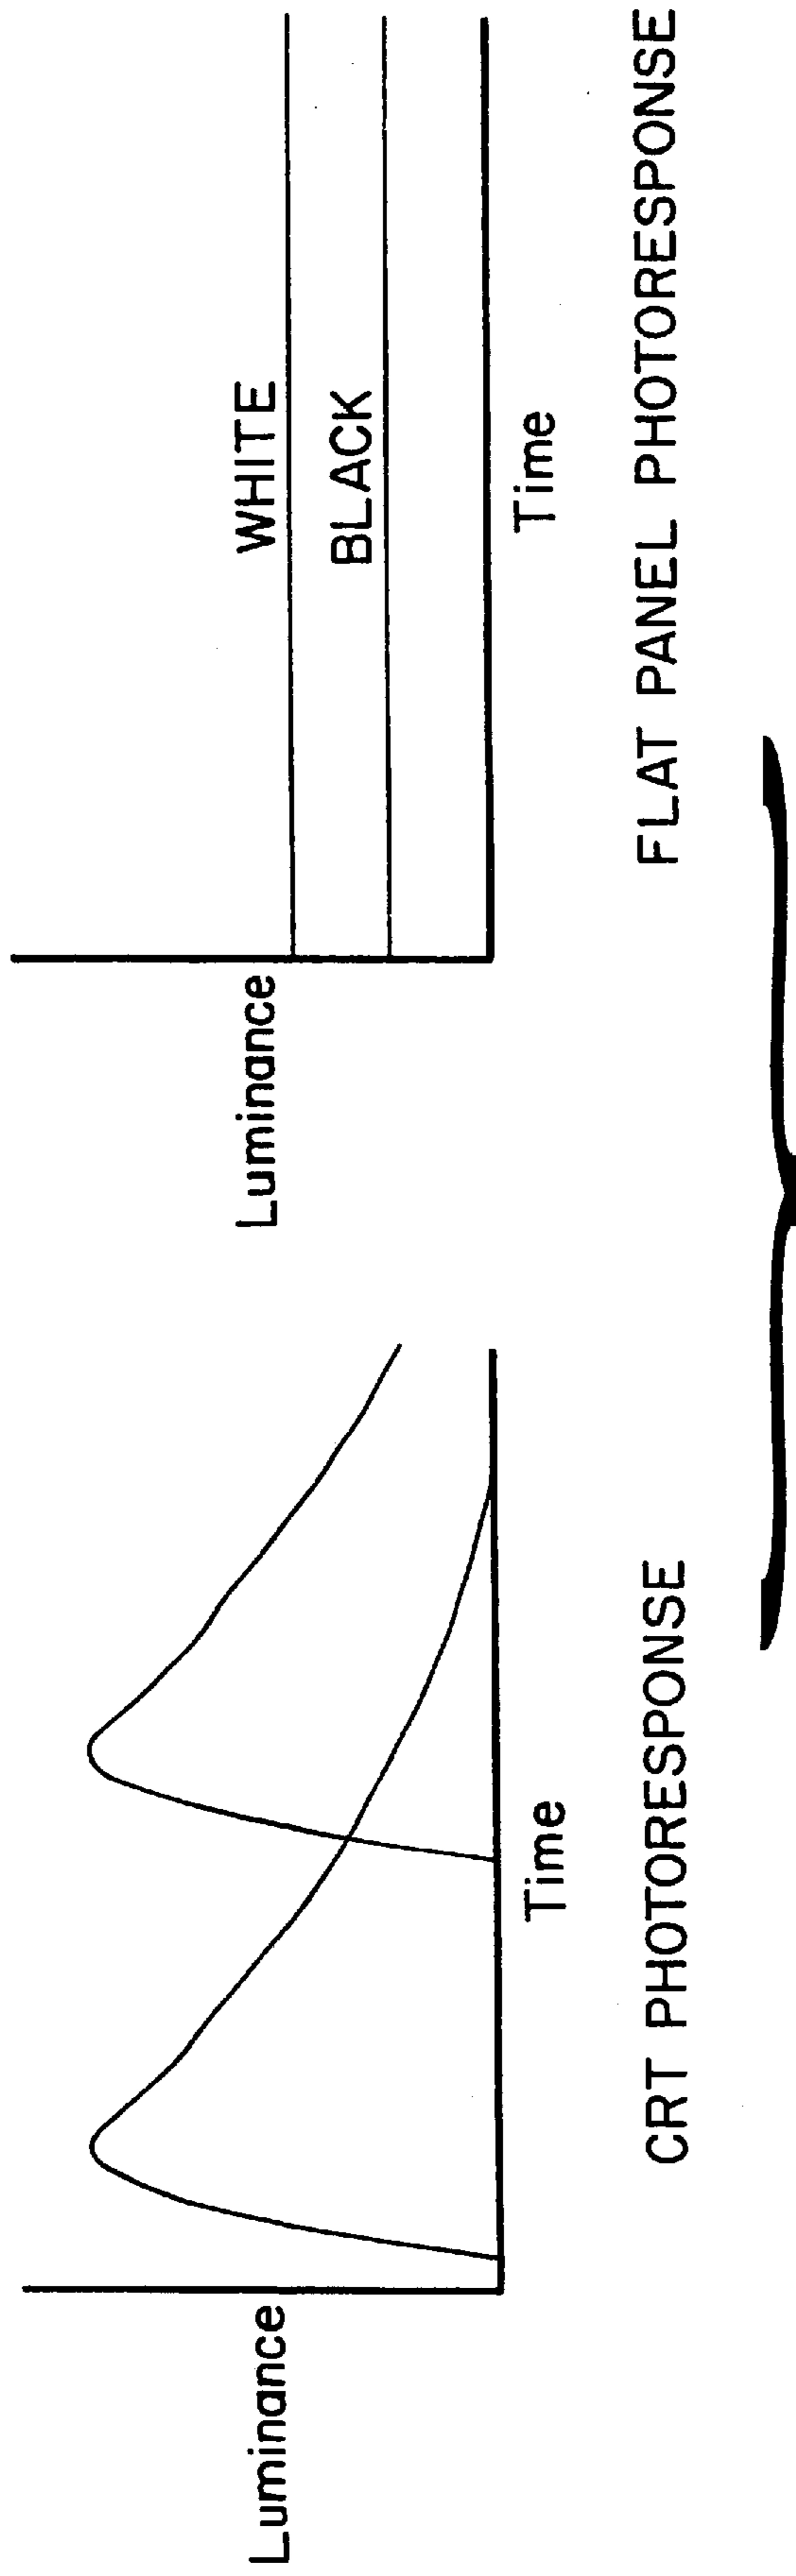 Luminance
Time
CRT PHOTORESPONSE
Luminance
WHITE
BLACK
Time
FLAT PANEL PHOTORESPONSE